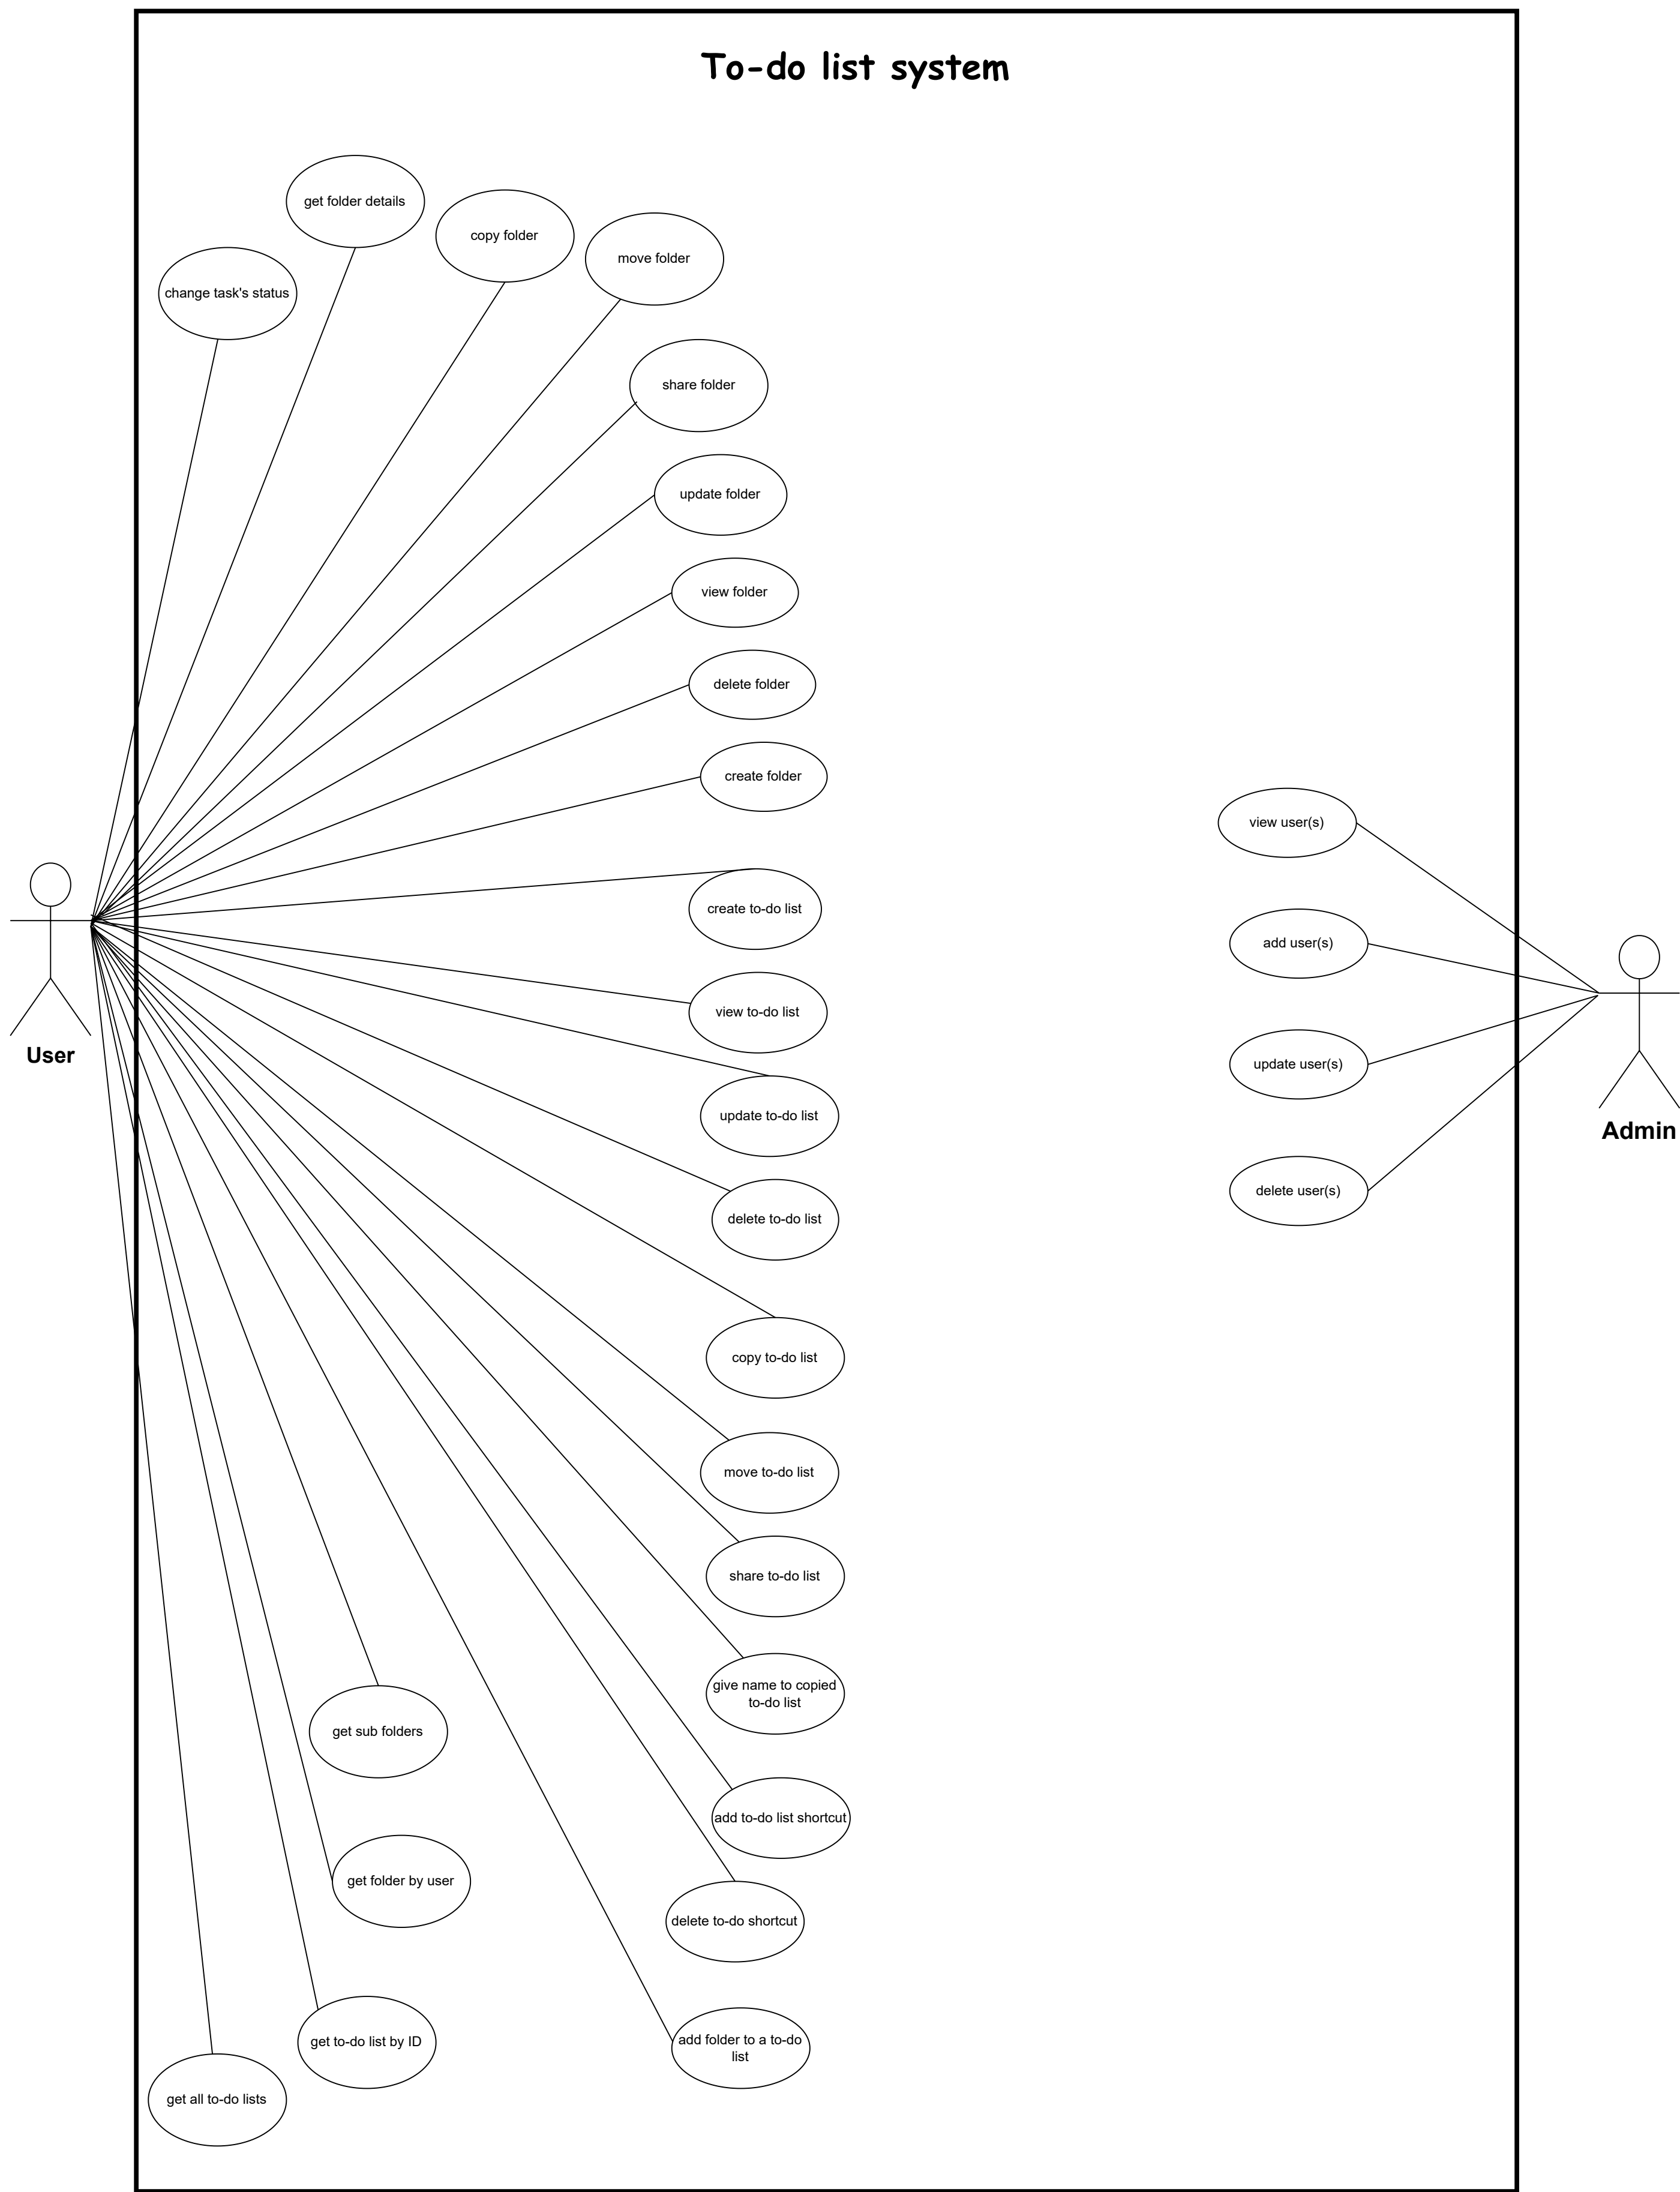 To-do list system
get folder details
copy folder
move folder
change task's status
share folder
update folder
view folder
delete folder
create folder
view user(s)
create to-do list
add user(s)
view to-do list
User
update user(s)
update to-do list
Admin
delete user(s)
delete to-do list
copy to-do list
move to-do list
share to-do list
give name to copied
to-do list
get sub folders
add to-do list shortcut
get folder by user
delete to-do shortcut
get to-do list by ID
add folder to a to-do
list
get all to-do lists